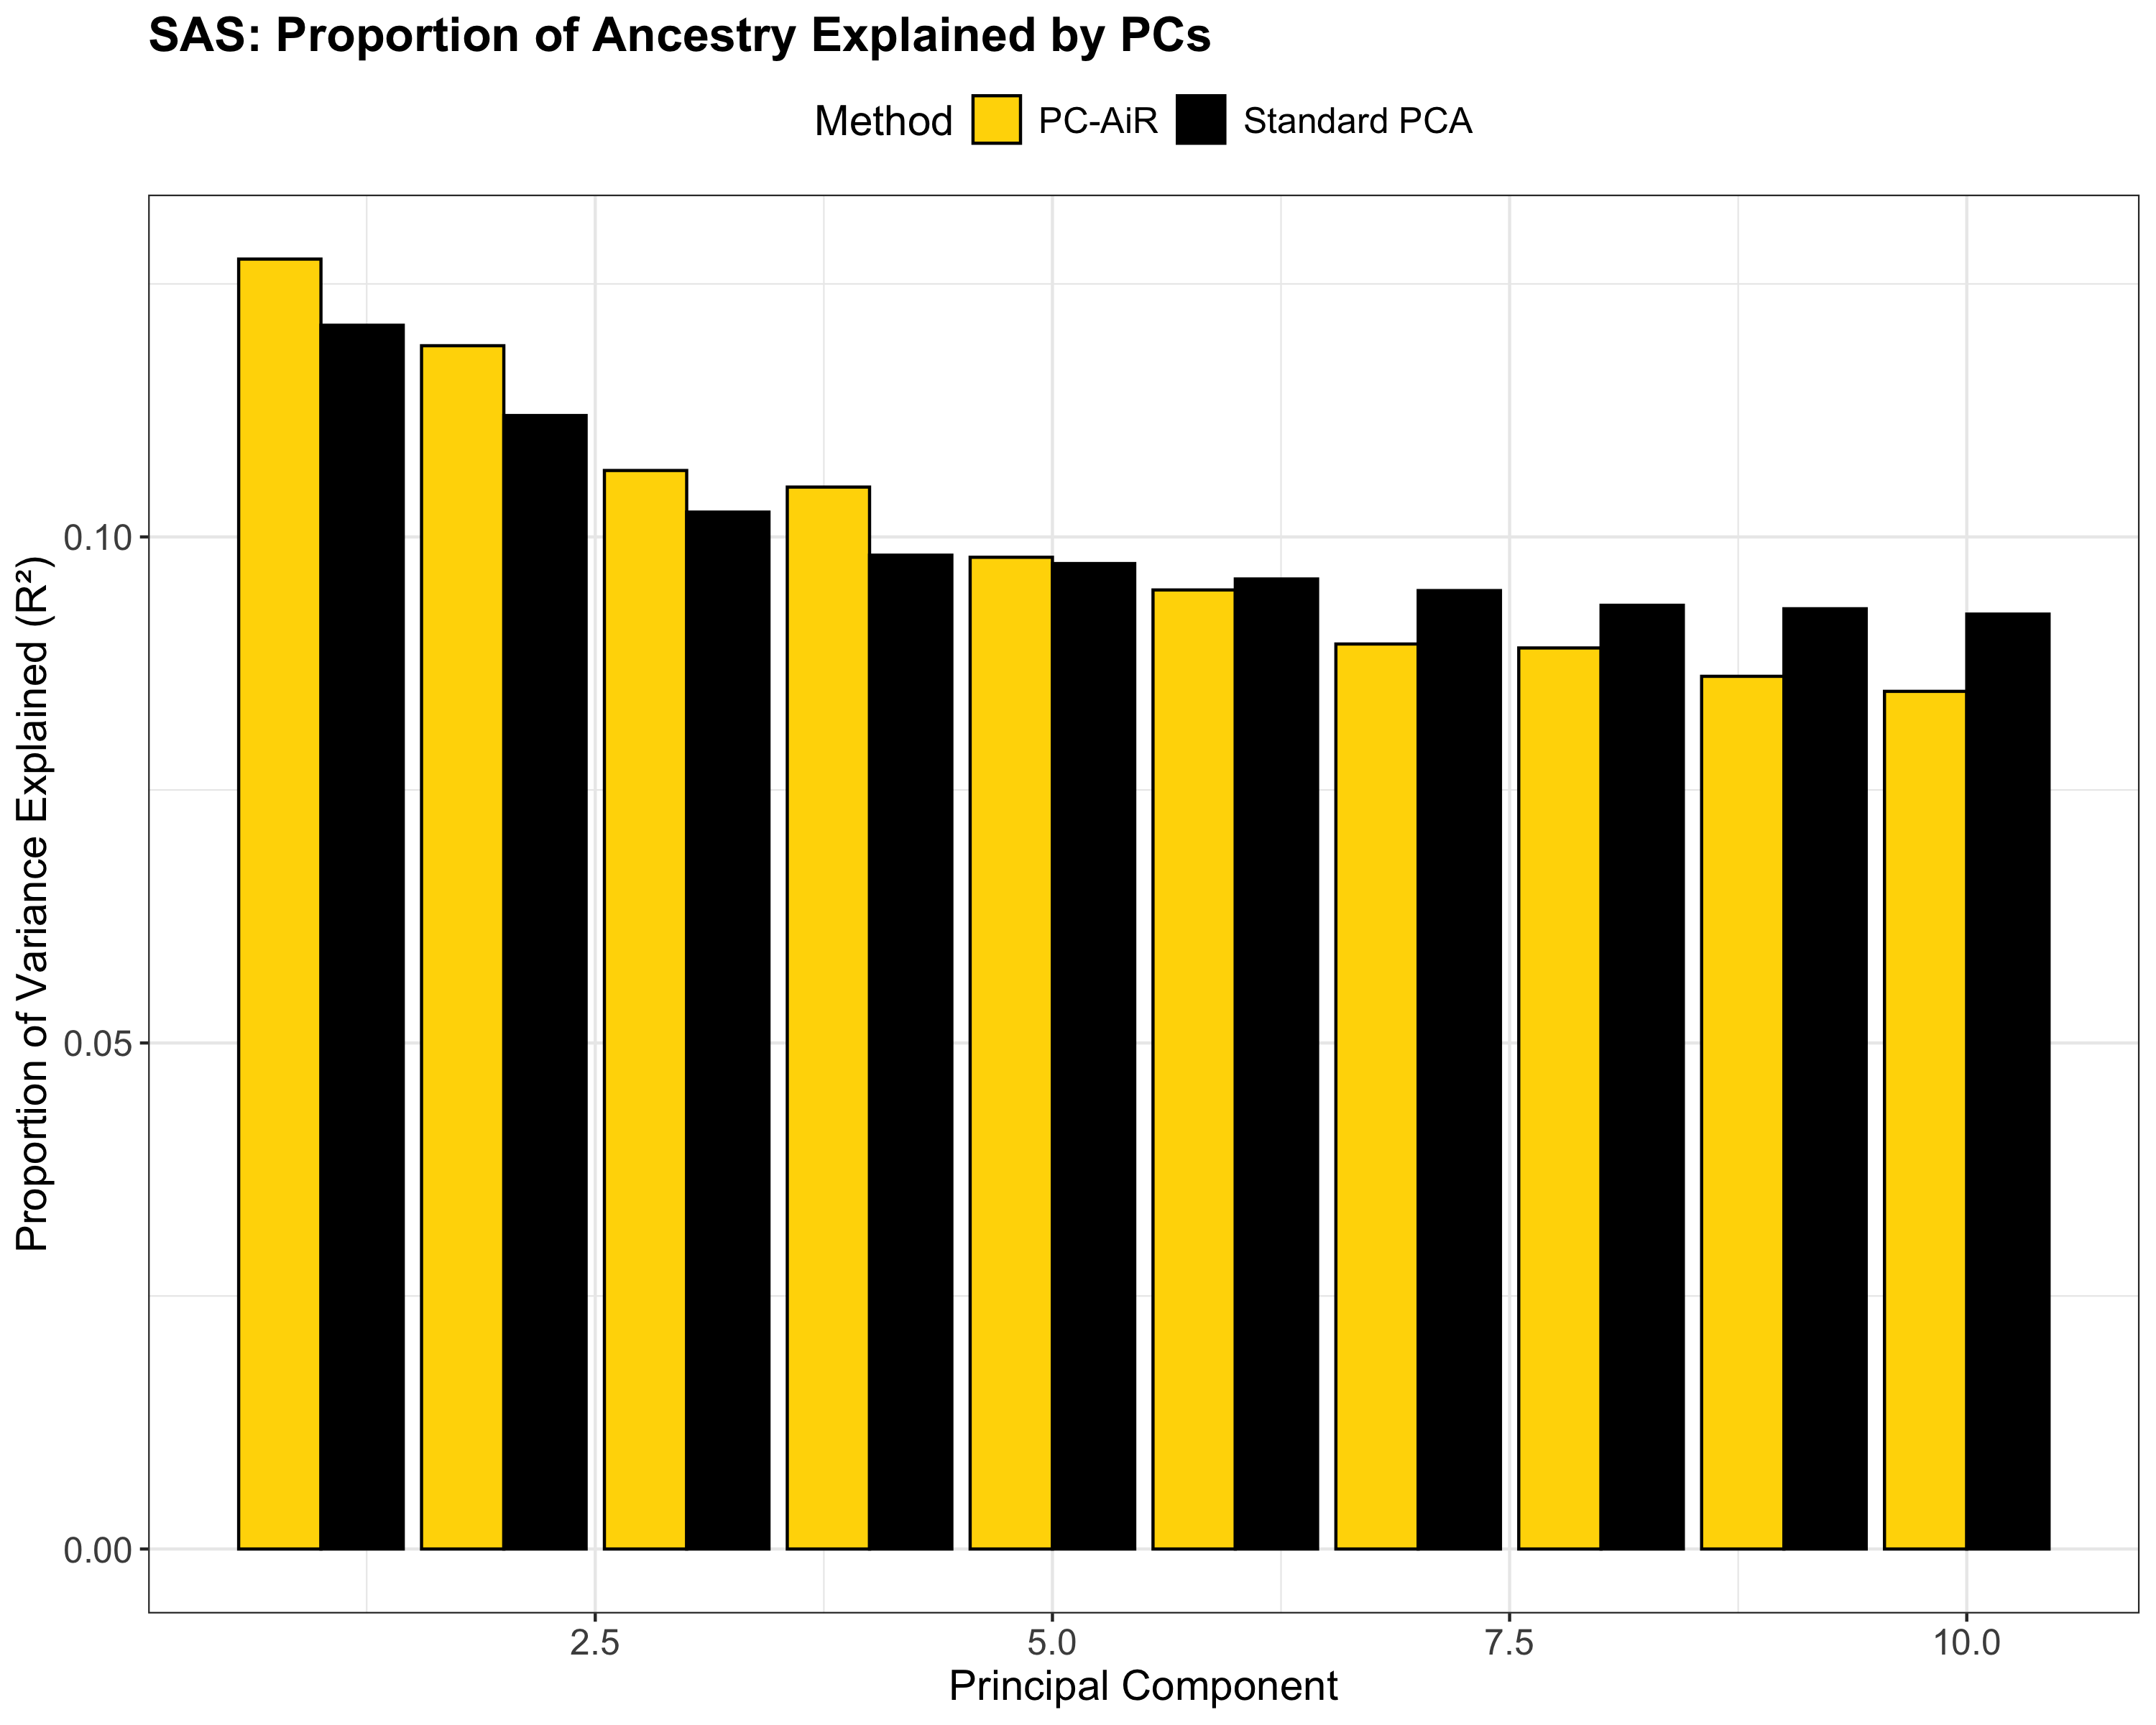 SAS: Proportion of Ancestry Explained by PCs
Method PC-AiR Standard PCA
Proportion of Variance Explained (R²)
0.10
0.05
0.00
2.5 5.0 7.5 10.0
Principal Component